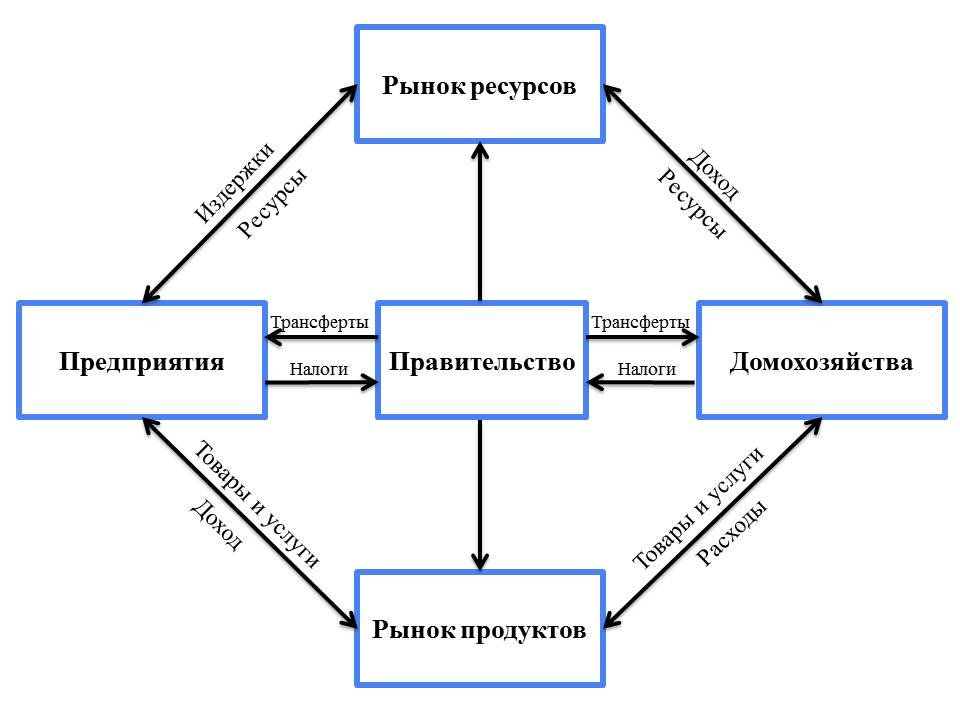 Рынок ресурсов
Издержки
Ресурсы
Доход
Ресурсы
Трансферты
Трансферты
Предприятия
Правительство
Домохозяйства
Налоги
Налоги
Товары и услуги
Доход
Товары и услуги
Расходы
Рынок продуктов